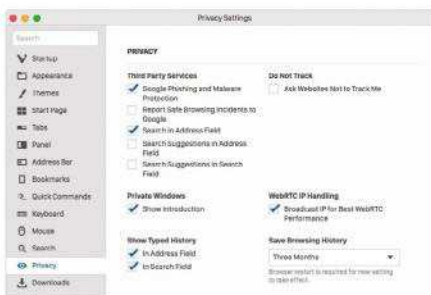 Privacy Settings
Search
Startup
Appearance
Themes
Start Page
Tabs
Panel
Address Bar
Bookmarks
Quick Commands
Keyboard
Mouse
Search
Privacy
Downloads
PRIVACY
Third Party Services
Google Phishing and Malware
Protection
Report Safe Browsing Incidents to
Google
Search in Address Field
Search Suggestions in Address
Field
Search Suggestions in Search
Field
Do Not Track
Ask Websites Not to Track Me
Private Windows
Show Introduction
WebRTC IP Handling
Broadcast IP for Best WebRTC
Performance
Show Typed History
In Address Field
In Search Field
Save Browsing History
Three Months
Browser restart is required for new setting
to take effect.